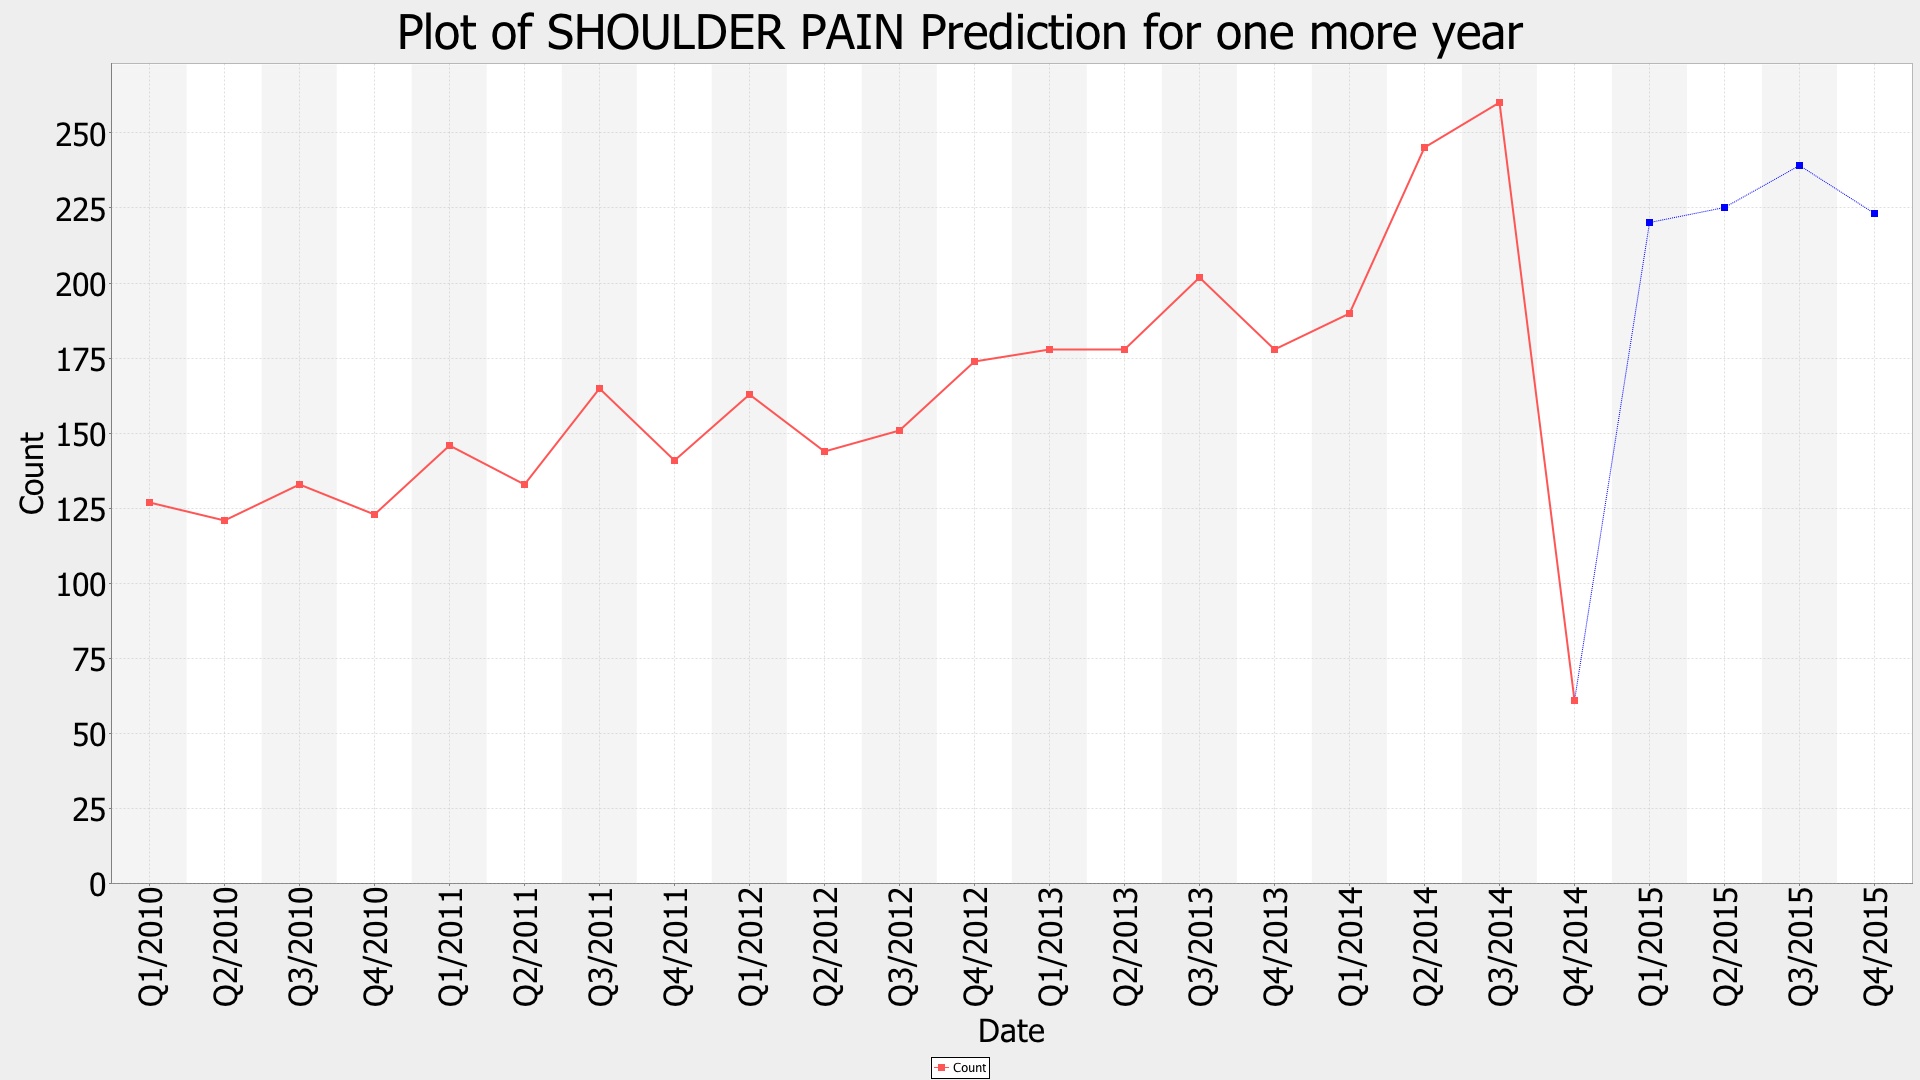 Plot of SHOULDER PAIN Prediction for one more year
Count
250
225
200
175
150
125
100
75
50
25
0
Q1/2010
Q2/2010
Q3/2010
Q4/2010
Q1/2011
Q2/2011
Q3/2011
Q4/2011
Q1/2012
Q2/2012
Q3/2012
Q4/2012
Q1/2013
Q2/2013
Q3/2013
Q4/2013
Q1/2014
Q2/2014
Q3/2014
Q4/2014
Q1/2015
Q2/2015
Q3/2015
Q4/2015
Date
Count